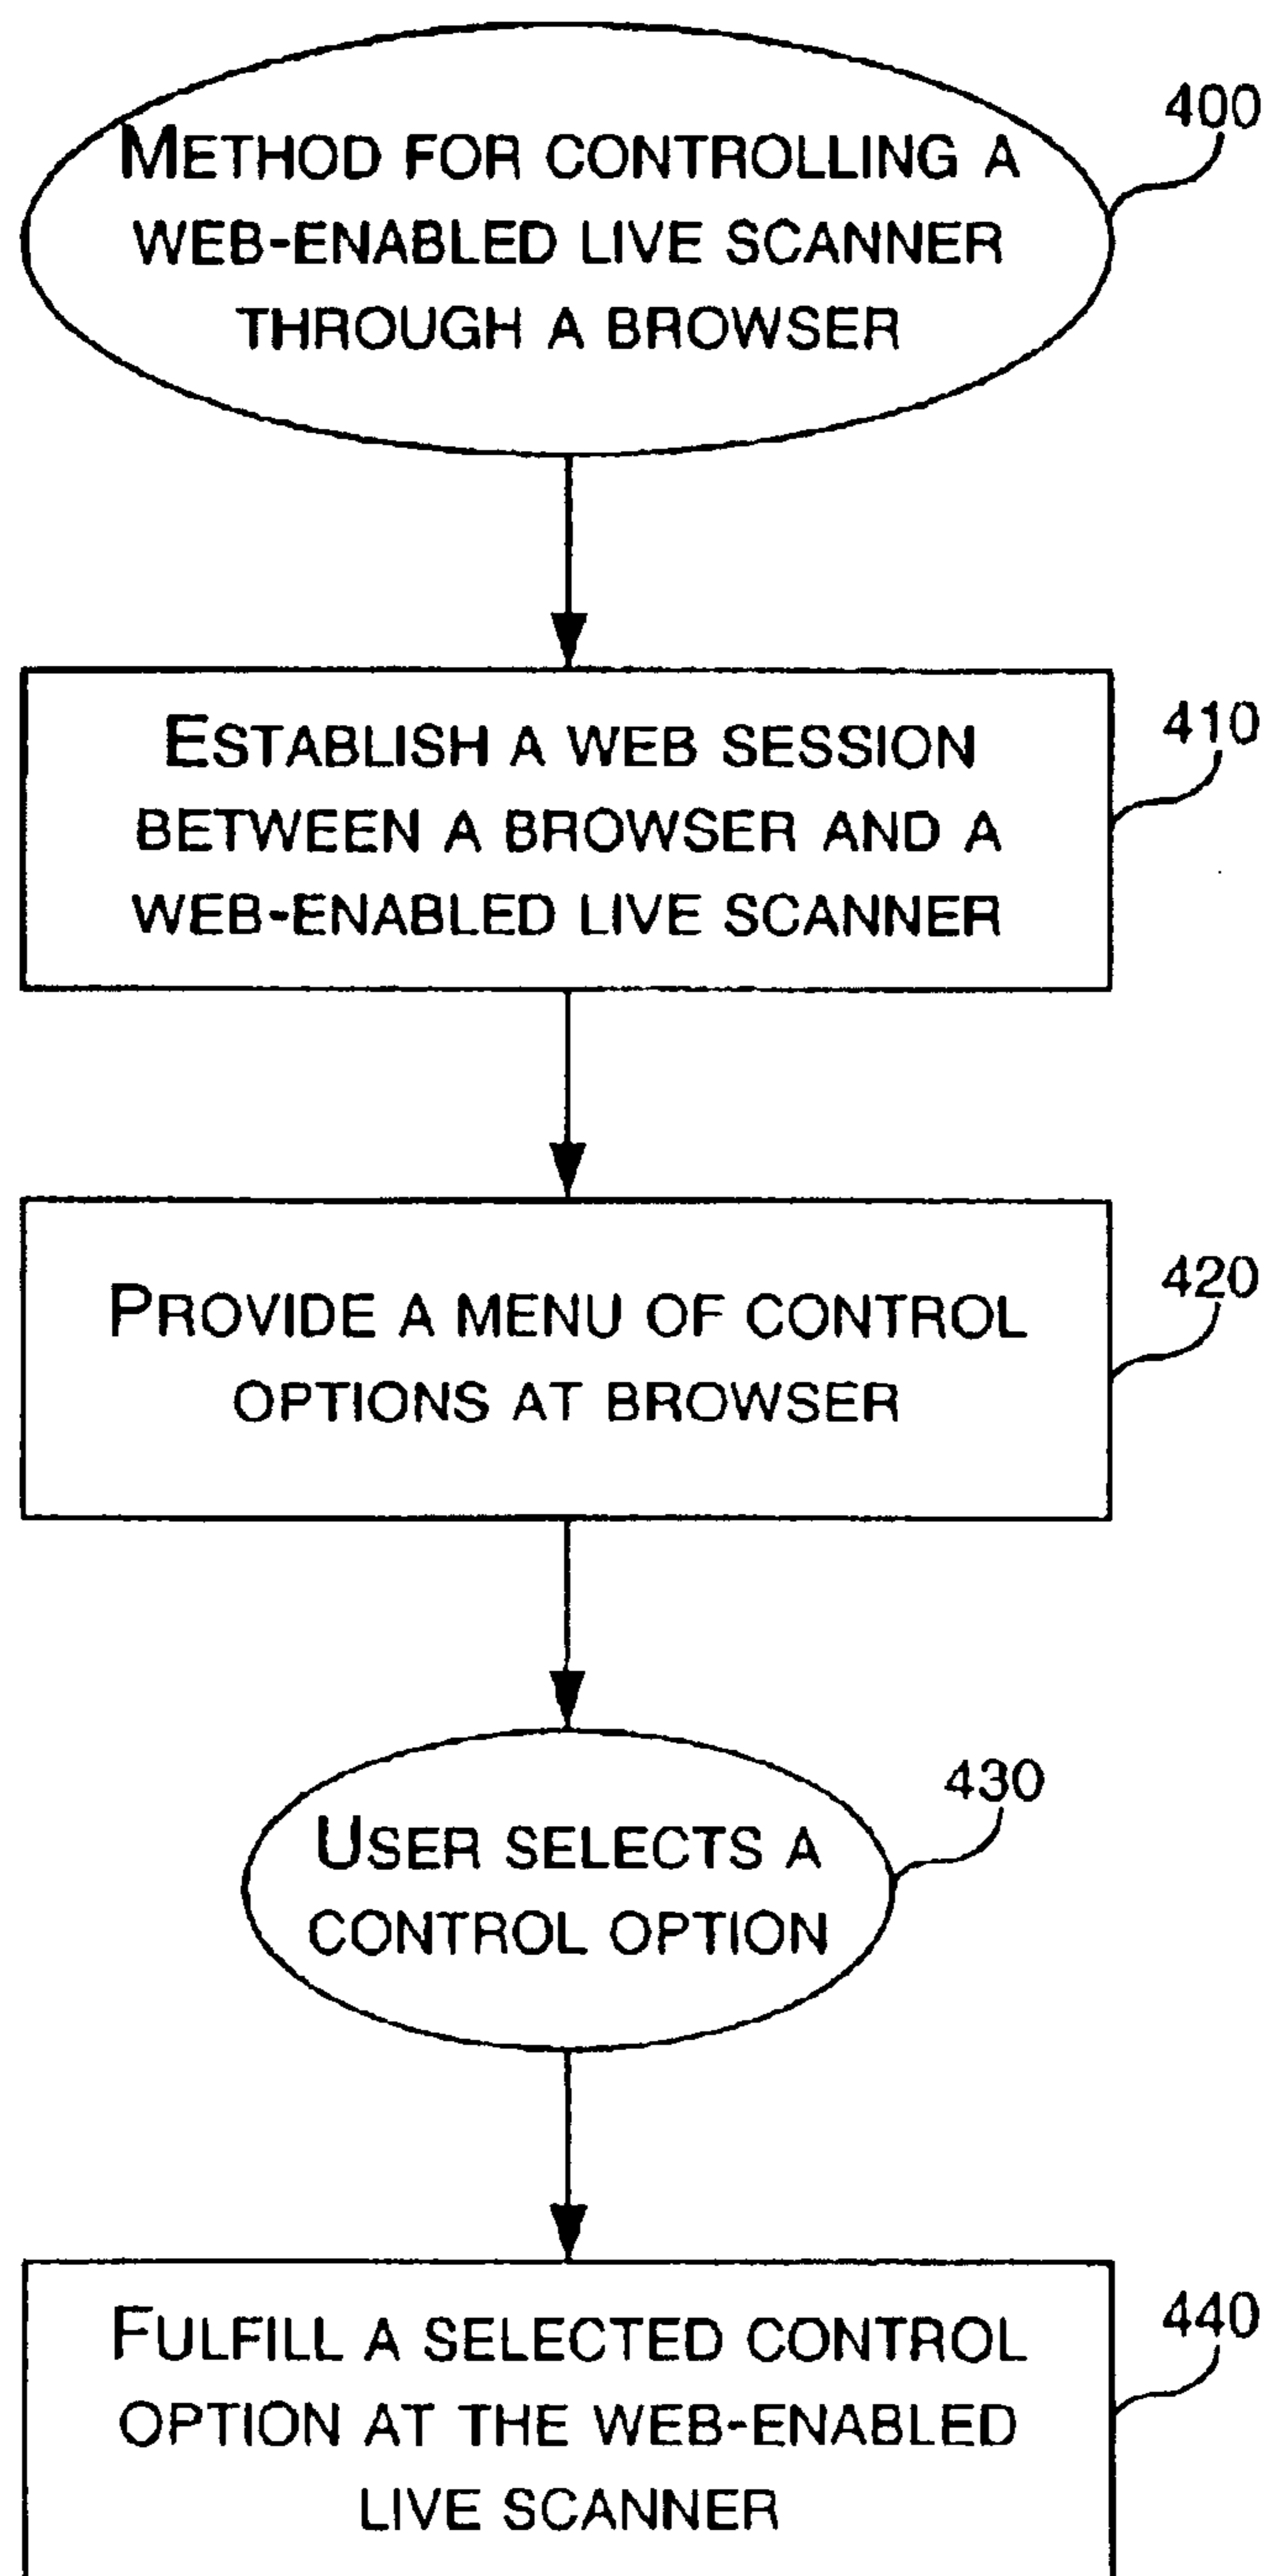 METHOD FOR CONTROLLING A
WEB-ENABLED LIVE SCANNER
THROUGH A BROWSER
400
ESTABLISH A WEB SESSION
BETWEEN A BROWSER AND A
WEB-ENABLED LIVE SCANNER
410
PROVIDE A MENU OF CONTROL
OPTIONS AT BROWSER
420
USER SELECTS A
CONTROL OPTION
430
FULFILL A SELECTED CONTROL
OPTION AT THE WEB-ENABLED
LIVE SCANNER
440